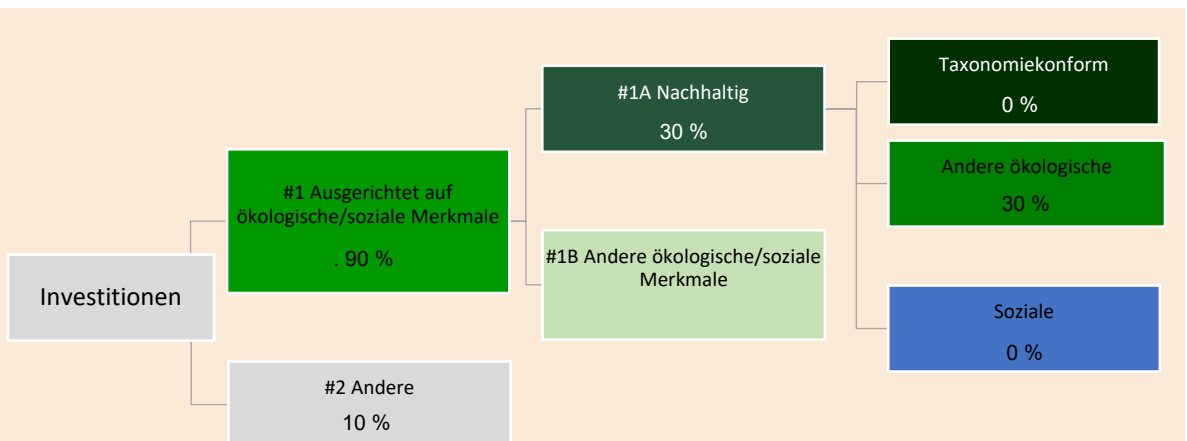 Investitionen
#1 Ausgerichtet auf
ökologische/soziale Merkmale
. 90 %
#2 Andere
10 %
#1A Nachhaltig
30 %
#1B Andere ökologische/soziale
Merkmale
Taxonomiekonform
0 %
Andere ökologische
30 %
Soziale
0 %